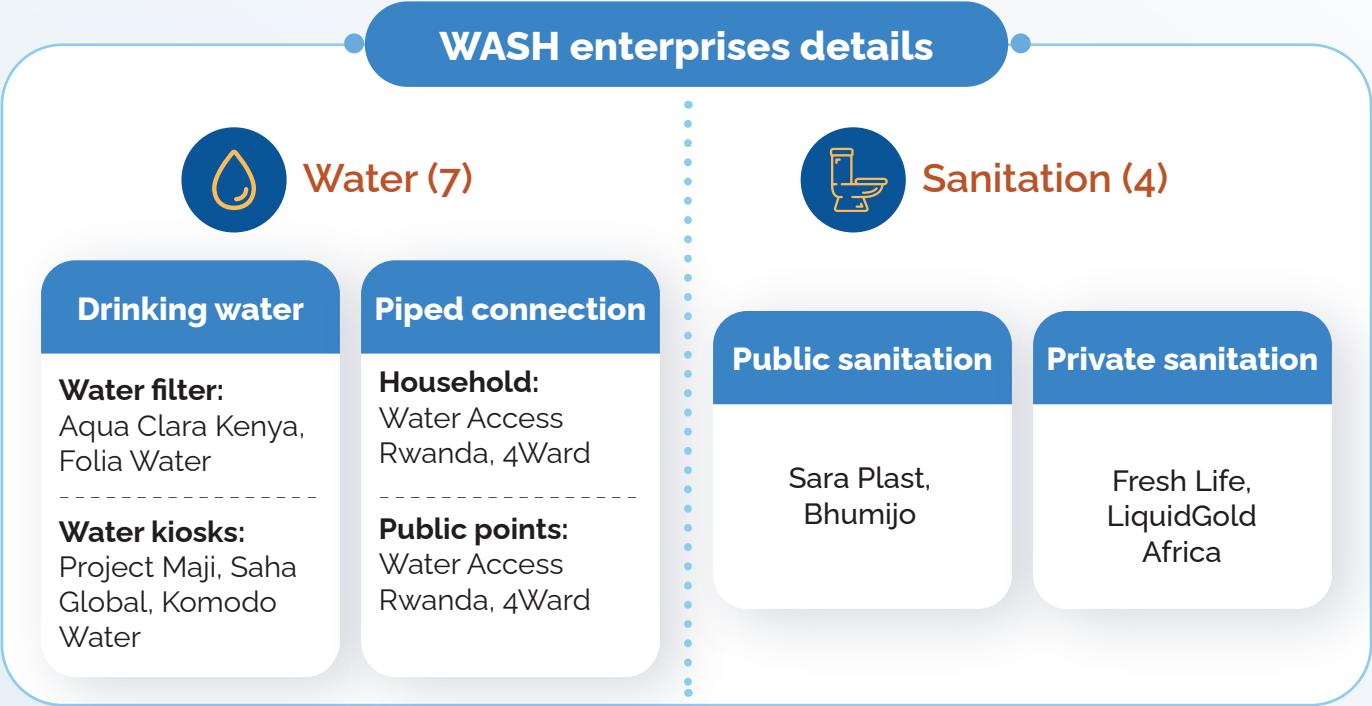 WASH enterprises details
Water (7)
Drinking water
Water filter:
Aqua Clara Kenya,
Folia Water
Water kiosks:
Project Maji, Saha
Global, Komodo
Water
Piped connection
Household:
Water Access
Rwanda, 4Ward
Public points:
Water Access
Rwanda, 4Ward
Sanitation (4)
Public sanitation
Sara Plast,
Bhumijo
Private sanitation
Fresh Life,
LiquidGold
Africa